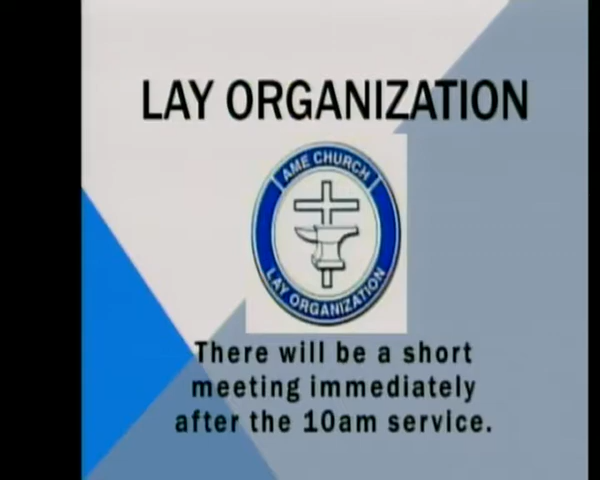 LAY ORGANIZATION
AME CHURCH
LAY ORGANIZATION
There will be a short
meeting immediately
after the 10am service.